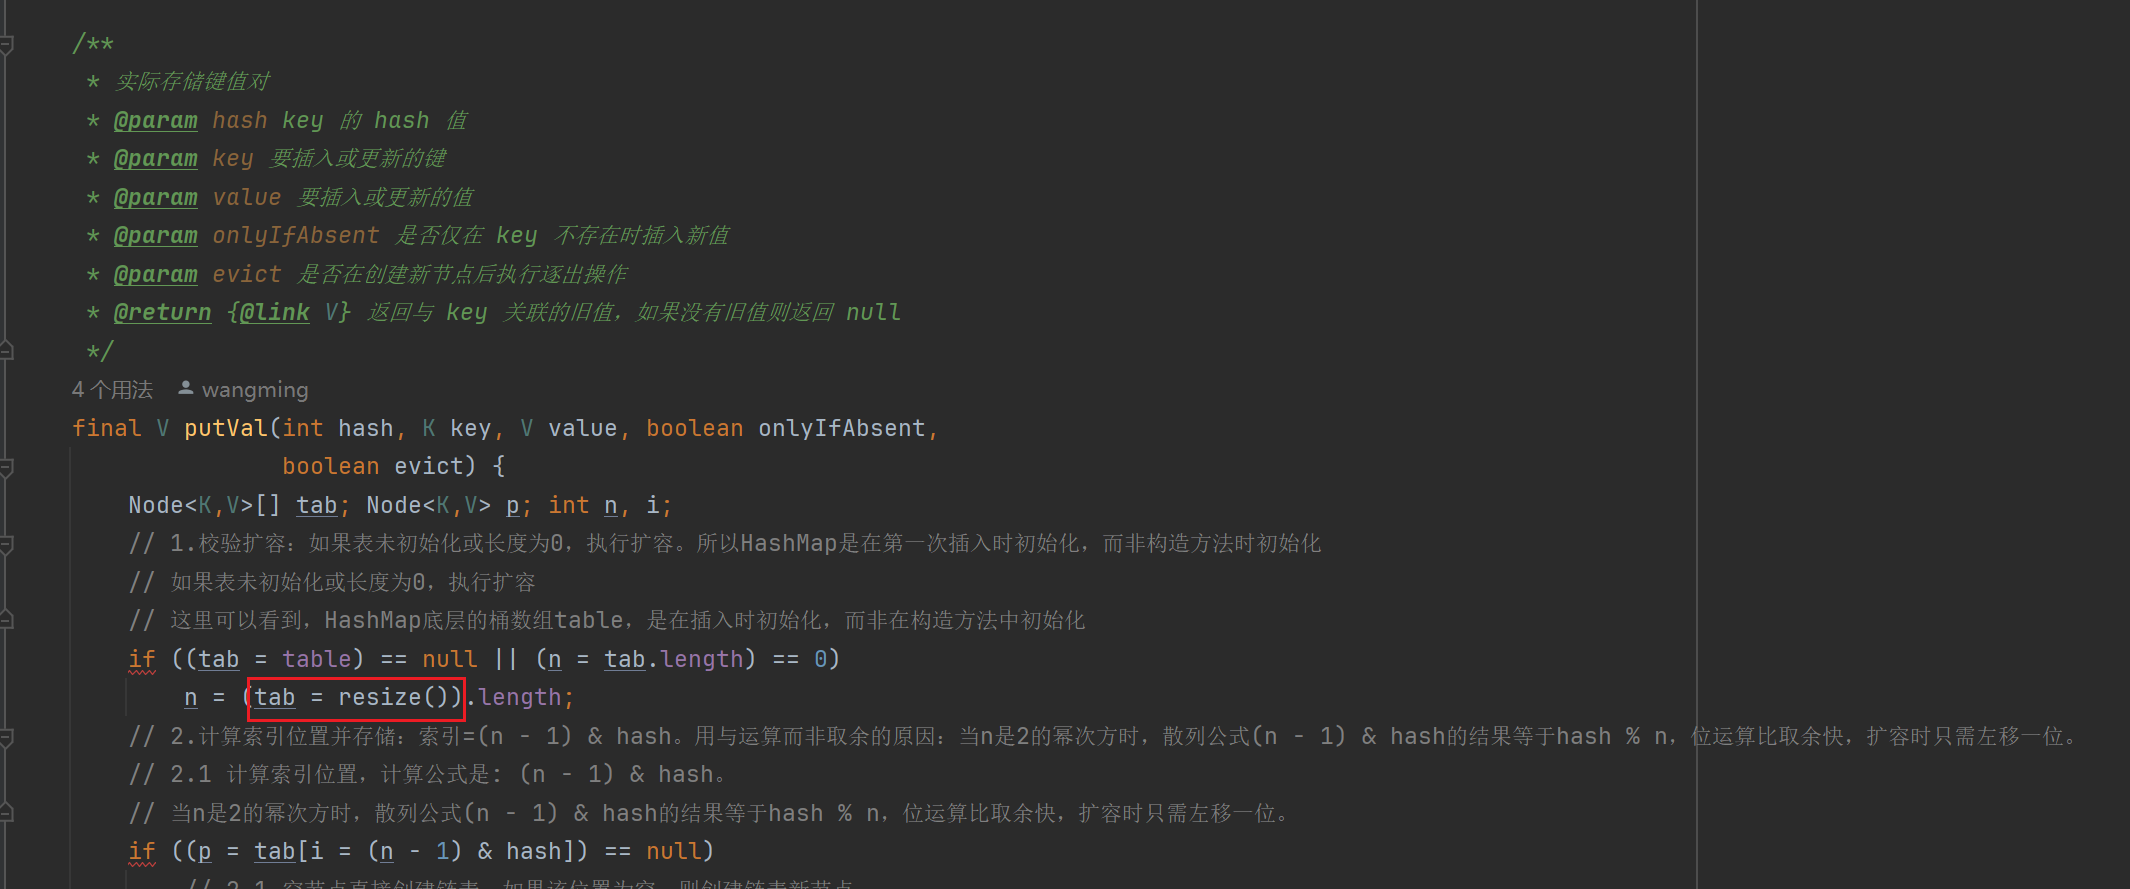 /**
* 实际存储键值对
* @param hash key 的 hash 值
* @param key 要插入或更新的键
* @param value 要插入或更新的值
* @param onlyIfAbsent 是否仅在 key 不存在时插入新值
* @param evict 是否在创建新节点后执行逐出操作
* @return {@link V} 返回与 key 关联的旧值，如果没有旧值则返回 null
*/
4 个用法 wangming
final V putVal(int hash, K key, V value, boolean onlyIfAbsent,
boolean evict) {
Node<K,V>[] tab; Node<K,V> p; int n, i;
// 1.校验扩容：如果表未初始化或长度为0，执行扩容。所以HashMap是在第一次插入时初始化，而非构造方法时初始化
// 如果表未初始化或长度为0，执行扩容
// 这里可以看到，HashMap底层的桶数组table，是在插入时初始化，而非在构造方法中初始化
if ((tab = table) == null || (n = tab.length) == 0)
n = (tab = resize()).length;
// 2.计算索引位置并存储：索引=(n - 1) & hash。用与运算而非取余的原因：当n是2的幂次方时，散列公式(n - 1) & hash的结果等于hash % n，位运算比取余快，扩容时只需左移一位。
// 2.1 计算索引位置，计算公式是: (n - 1) & hash。
// 当n是2的幂次方时，散列公式(n - 1) & hash的结果等于hash % n，位运算比取余快，扩容时只需左移一位。
if ((p = tab[i = (n - 1) & hash]) == null)